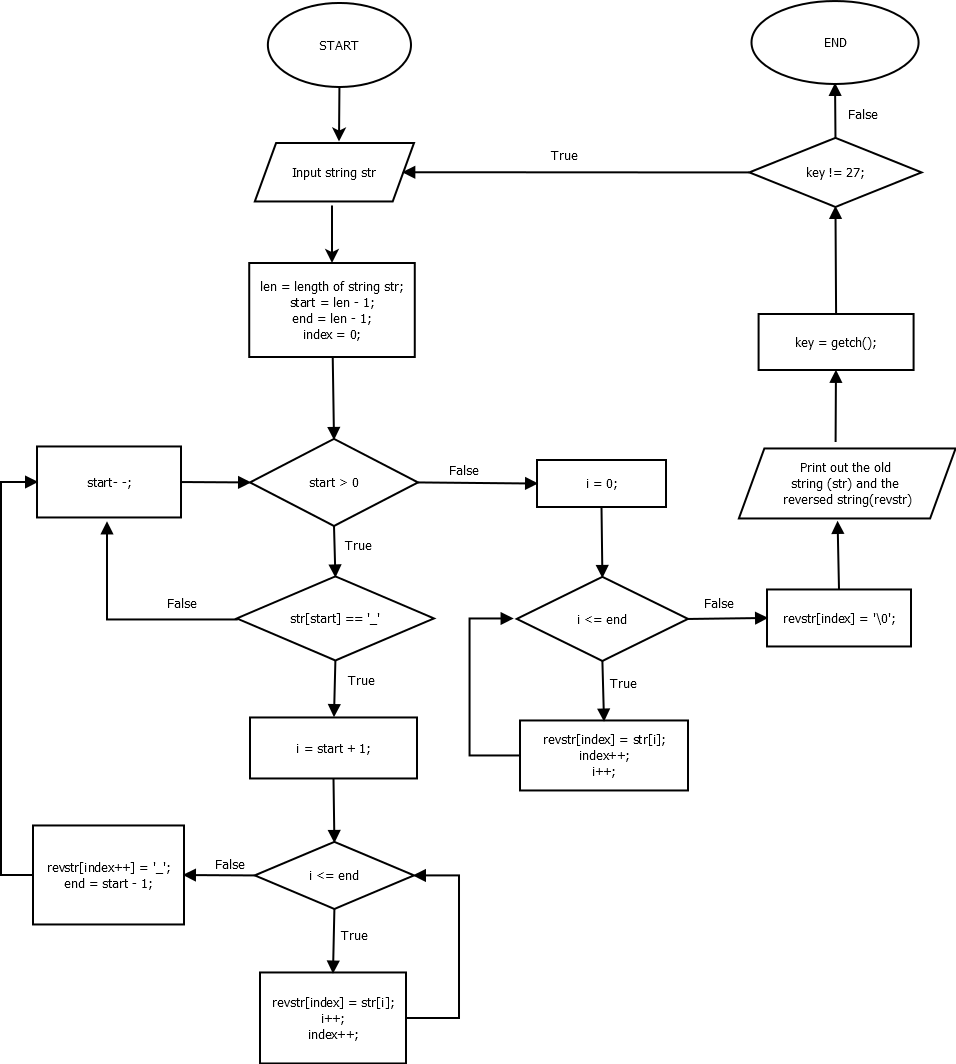 START
Input string str
len = length of string str;
start = len - 1;
end = len - 1;
index = 0;
start > 0
True
False
str[start] == '_'
True
False
start- -;
i = start + 1;
i <= end
True
False
revstr[index] = str[i];
i++;
index++;
revstr[index++] = '_';
end = start - 1;
i = 0;
i <= end
True
False
revstr[index] = str[i];
index++;
i++;
revstr[index] = '\0';
Print out the old
string (str) and the
reversed string(revstr)
key = getch();
key != 27;
True
False
END